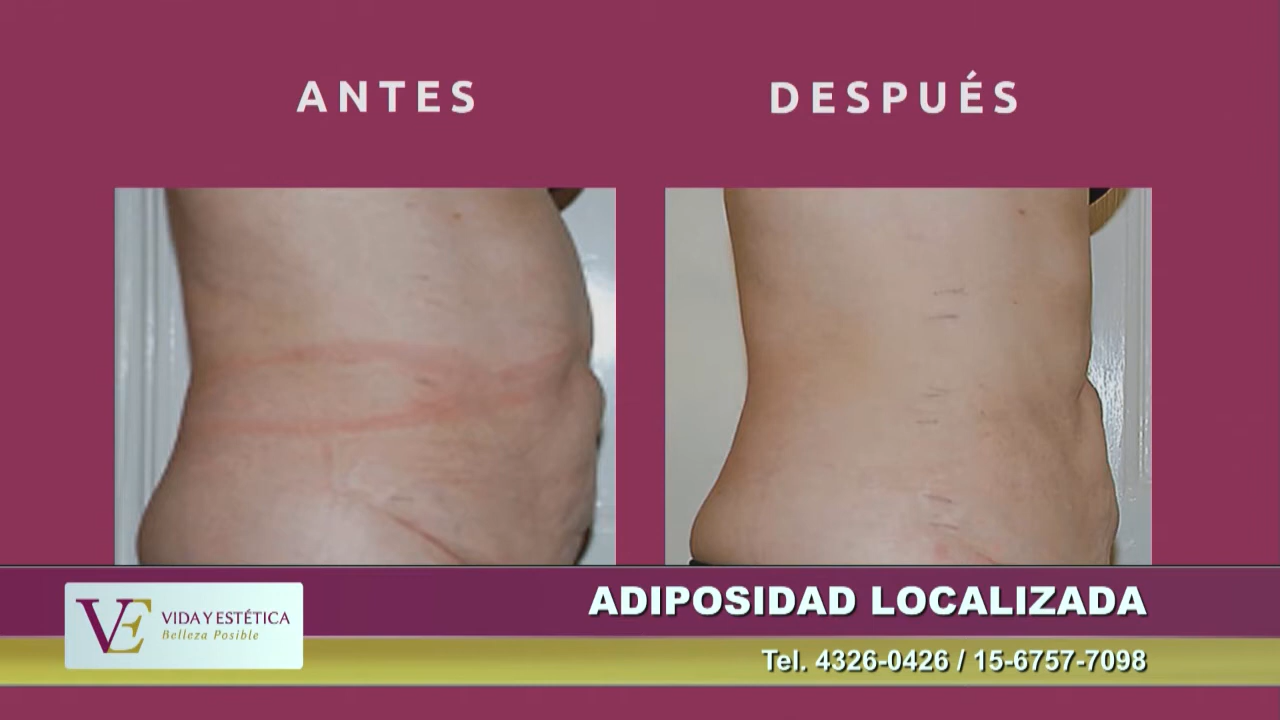 ANTES
DESPUÉS
ADIPOSIDAD LOCALIZADA
VE VIDA Y ESTÉTICA
Belleza Posible
Tel. 4326-0426 / 15-6757-7098